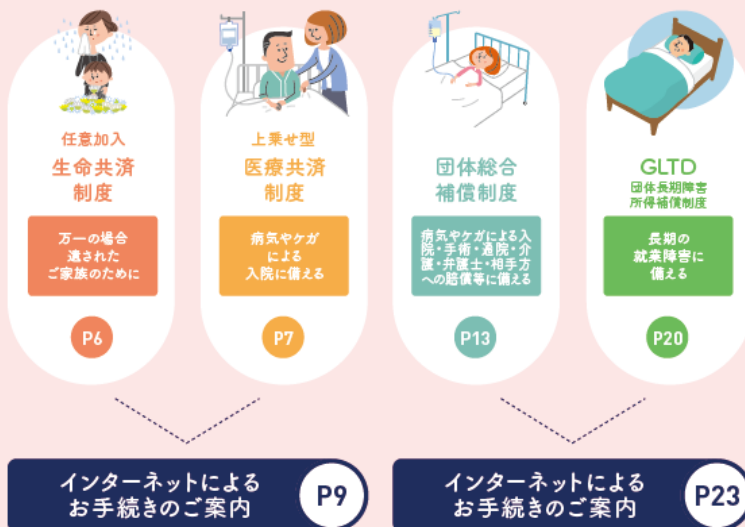 任意加入
生命共済
制度
万一の場合
遺された
ご家族のために
P6
上乗せ型
医療共済
制度
病気やケガ
による
入院に備える
P7
団体総合
補償制度
病気やケガによる入
院・手術・通院・介
護・弁護士・相手方
への賠償等に備える
P13
GLTD
団体長期障害
所得補償制度
長期の
就業障害に
備える
P20
インターネットによる
お手続きのご案内
P9
インターネットによる
お手続きのご案内
P23